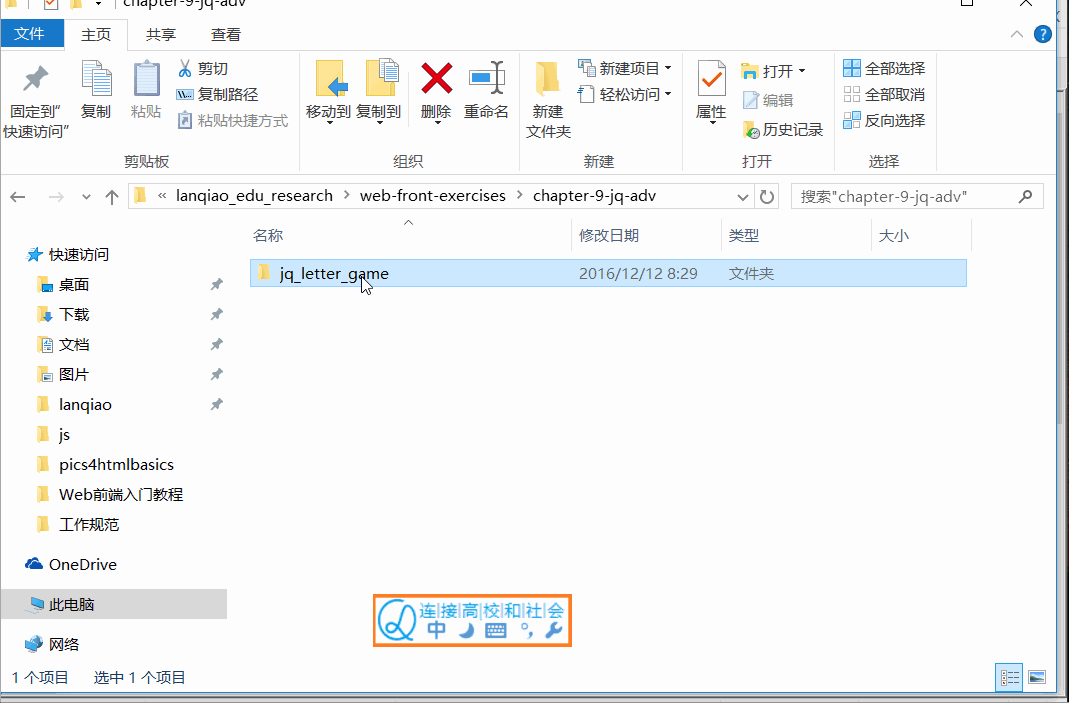 chapter-9-jq-adv
文件 主页 共享 查看
固定到"快速访问" 复制 粘贴 剪切 复制路径 粘贴快捷方式
移动到 复制到 删除 重命名
新建文件夹 新建项目 轻松访问
属性 打开 编辑 历史记录
全部选择 全部取消 反向选择
剪贴板 组织 新建 打开 选择
« lanqiao_edu_research > web-front-exercises > chapter-9-jq-adv
搜索"chapter-9-jq-adv"
名称 修改日期 类型 大小
jq_letter_game 2016/12/12 8:29 文件夹
快速访问
桌面
下载
文档
图片
lanqiao
js
pics4htmlbasics
Web前端入门教程
工作规范
OneDrive
此电脑
网络
连接高校和社会
中
1 个项目 选中 1 个项目